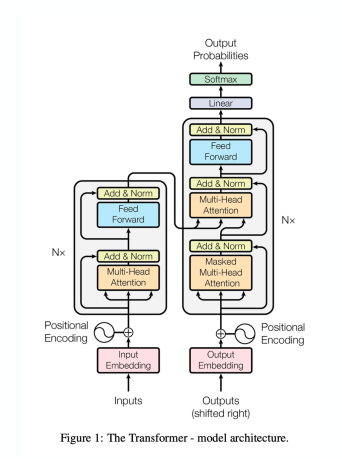 Output
Probabilities
Softmax
Linear
Add & Norm
Feed
Forward
Add & Norm
Multi-Head
Attention
Add & Norm
Masked
Multi-Head
Attention
N×
Positional
Encoding
Output
Embedding
Outputs
(shifted right)
Add & Norm
Feed
Forward
Add & Norm
Multi-Head
Attention
N×
Positional
Encoding
Input
Embedding
Inputs
Figure 1: The Transformer - model architecture.